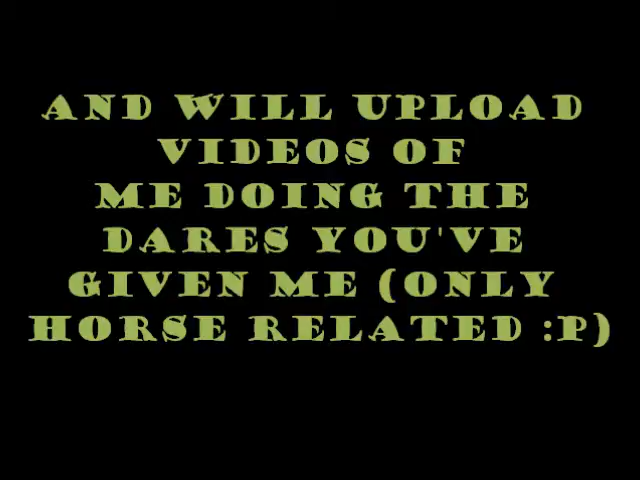 AND WILL UPLOAD
VIDEOS OF
ME DOING THE
DARES YOU'VE
GIVEN ME (ONLY
HORSE RELATED :P)